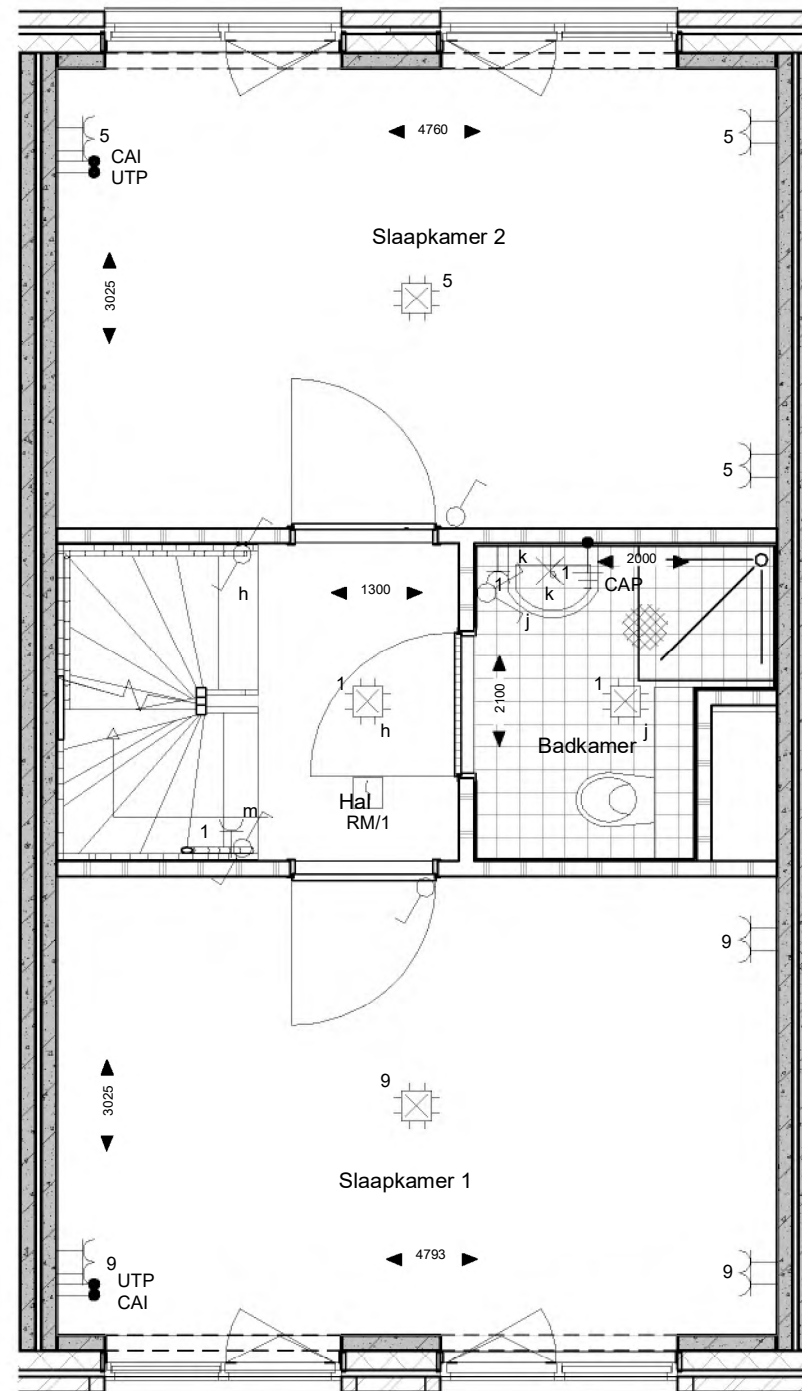 4760
5
5
CAI
UTP
Slaapkamer 2
3025
5
5
k
1
2000
1
k
CAP
h
1300
j
2100
1
1
h
j
Badkamer
Hal
m
RM/1
1
9
9
3025
Slaapkamer 1
4793
9
9
UTP
CAI